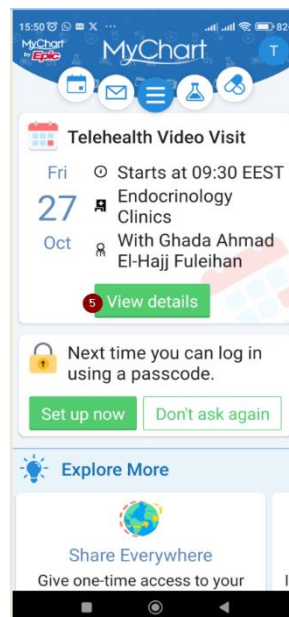 15:50
82
MyChart
by Epic
MyChart
T
Telehealth Video Visit
Fri
27
Oct
Starts at 09:30 EEST
Endocrinology
Clinics
With Ghada Ahmad
El-Hajj Fuleihan
5
View details
Next time you can log in
using a passcode.
Set up now
Don't ask again
Explore More
Share Everywhere
Give one-time access to your